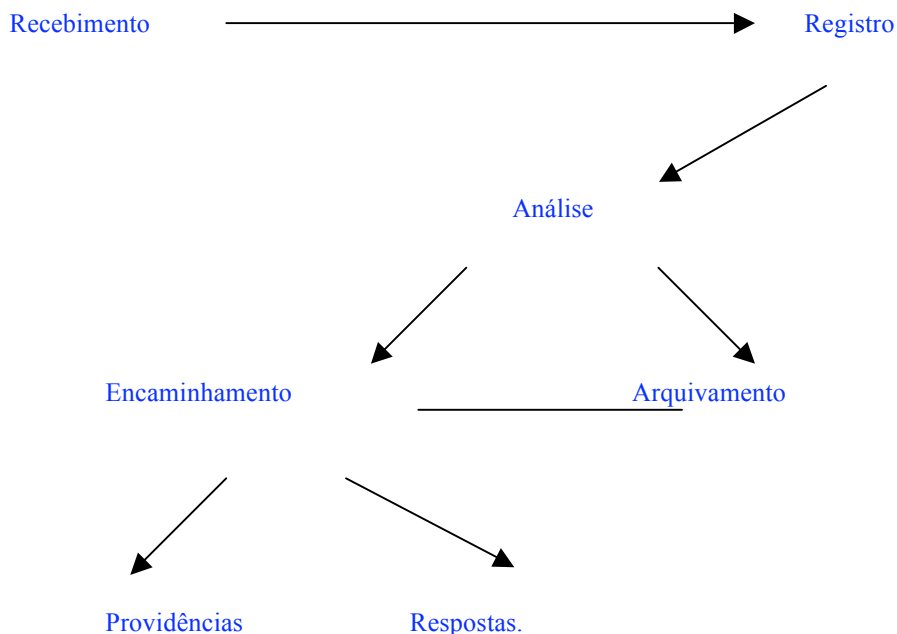 Recebimento Registro
Análise
Encaminhamento Arquivamento
Providências Respostas.